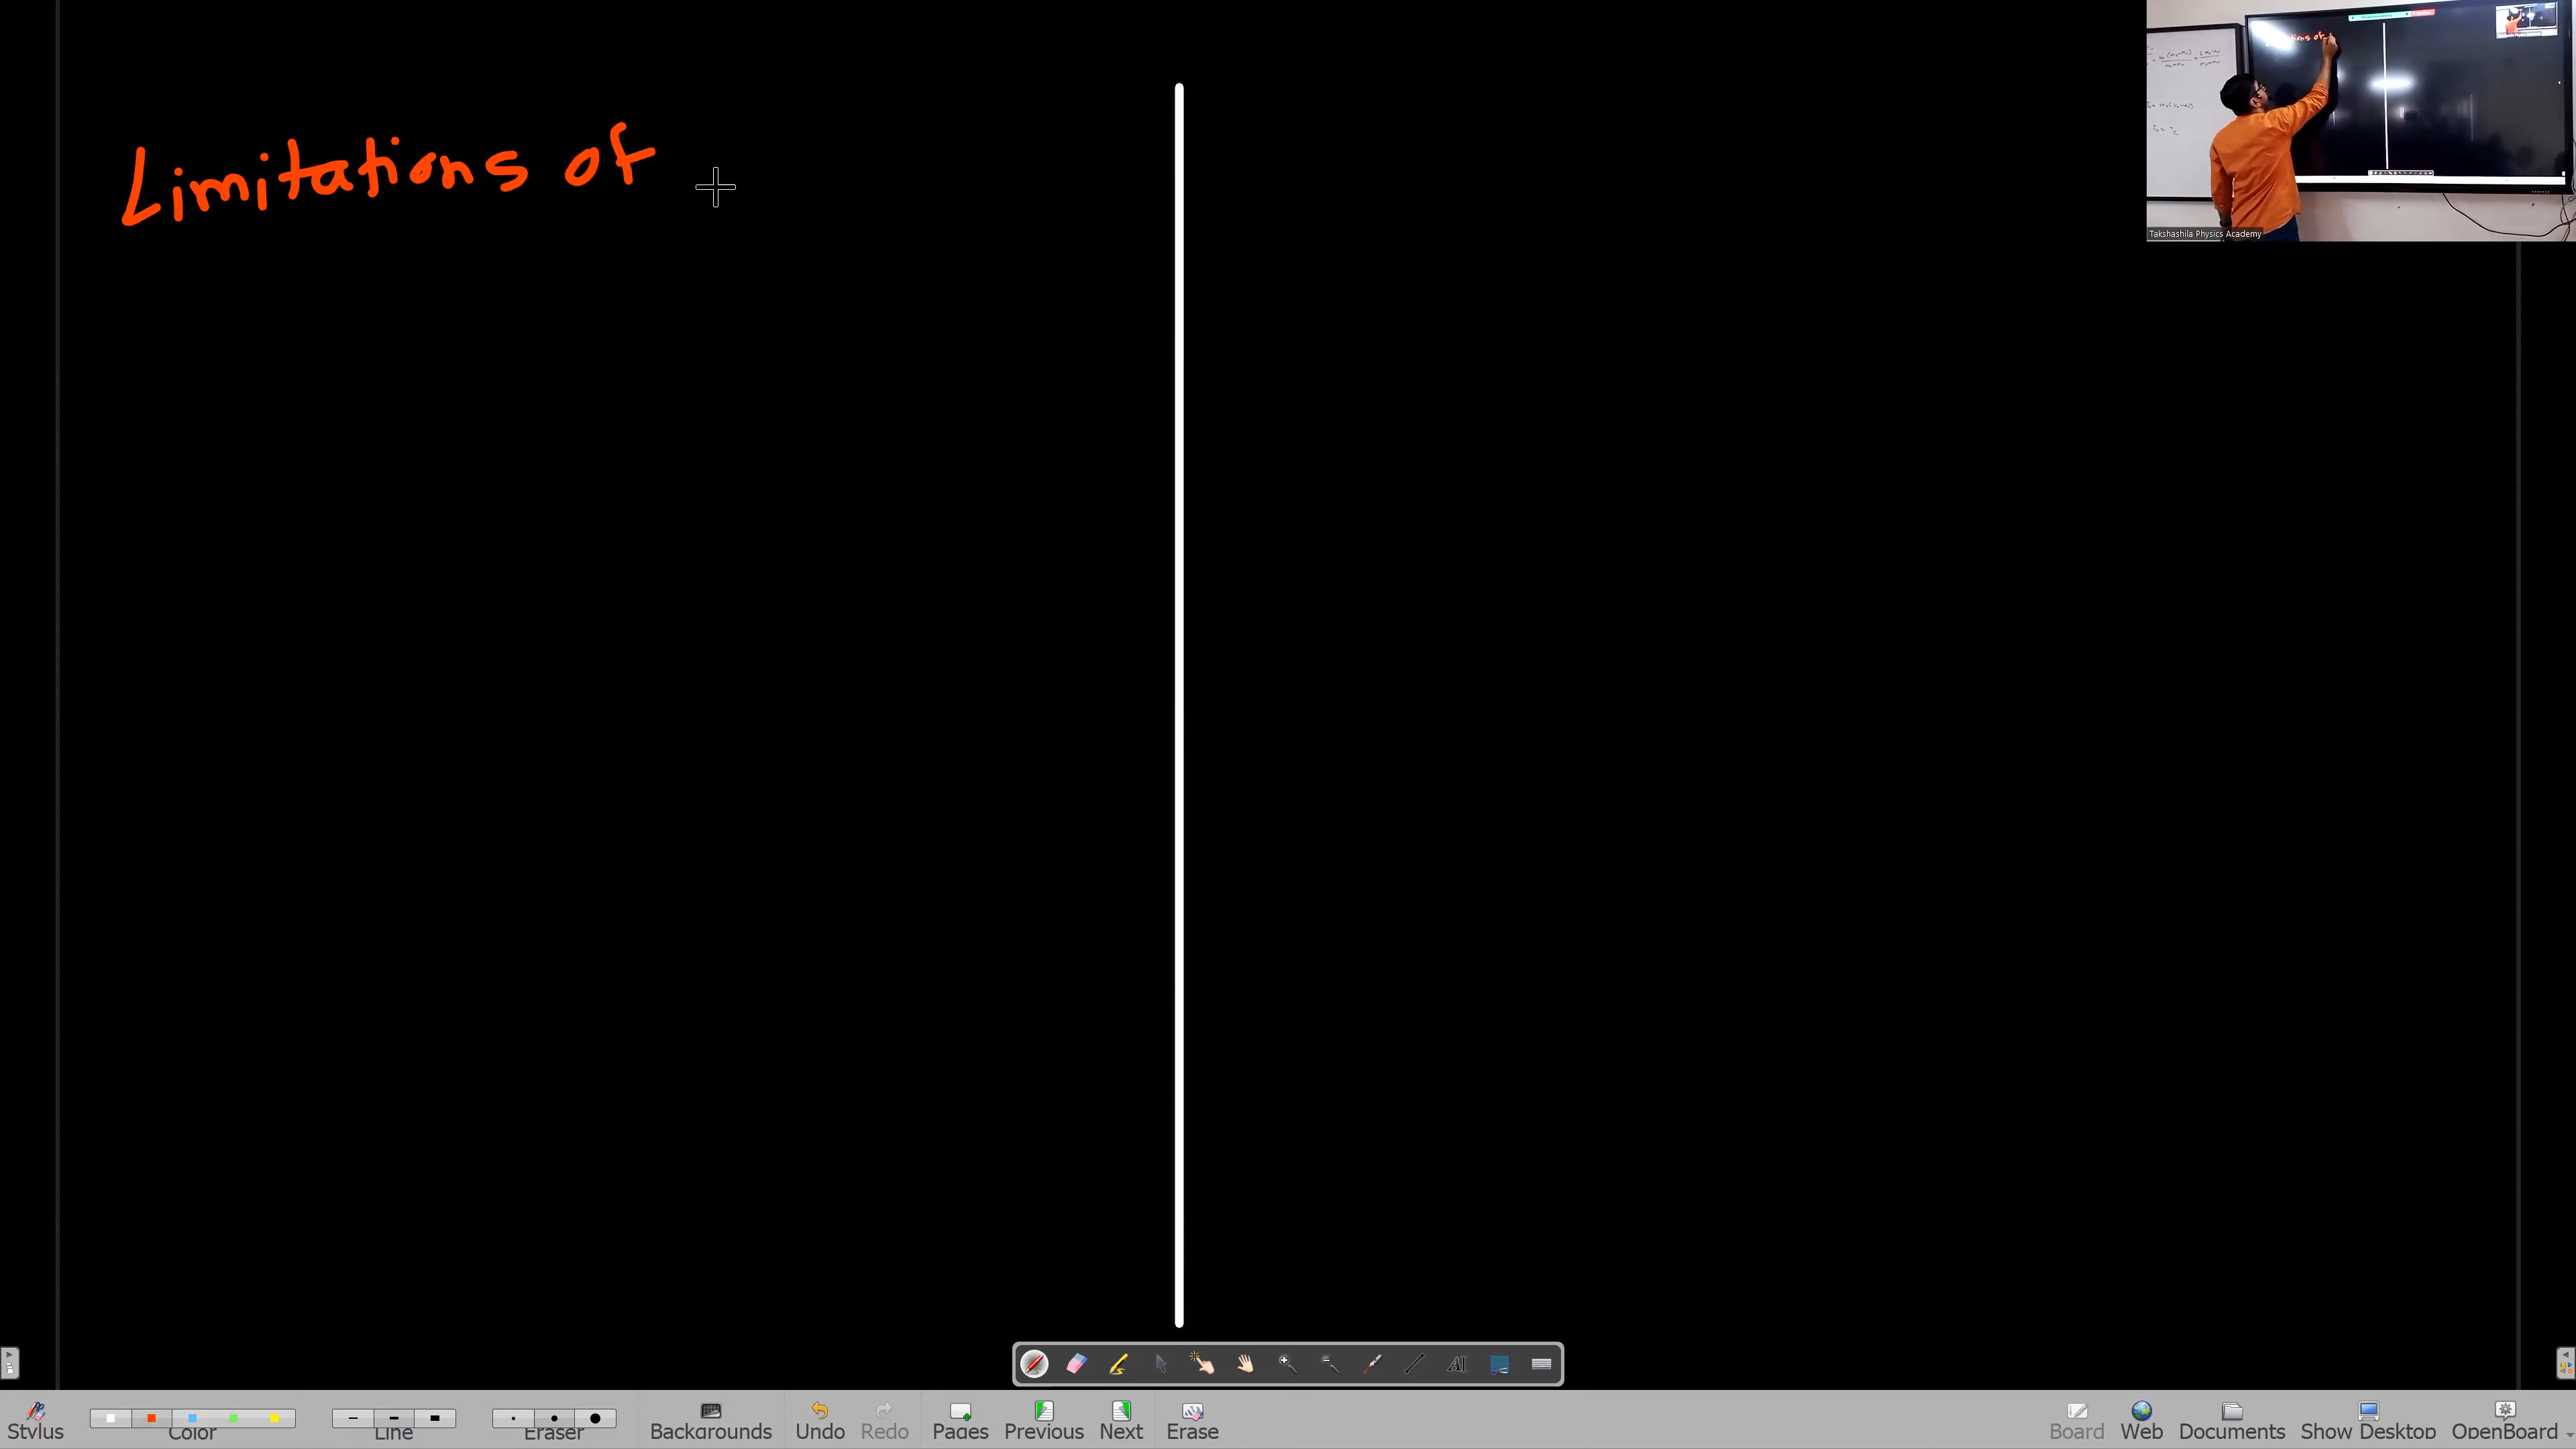 Limitations of
Takshashila Physics Academy
Stylus
Color
Line
Eraser
Backgrounds
Undo
Redo
Pages
Previous
Next
Erase
Board
Web
Documents
Show Desktop
OpenBoard